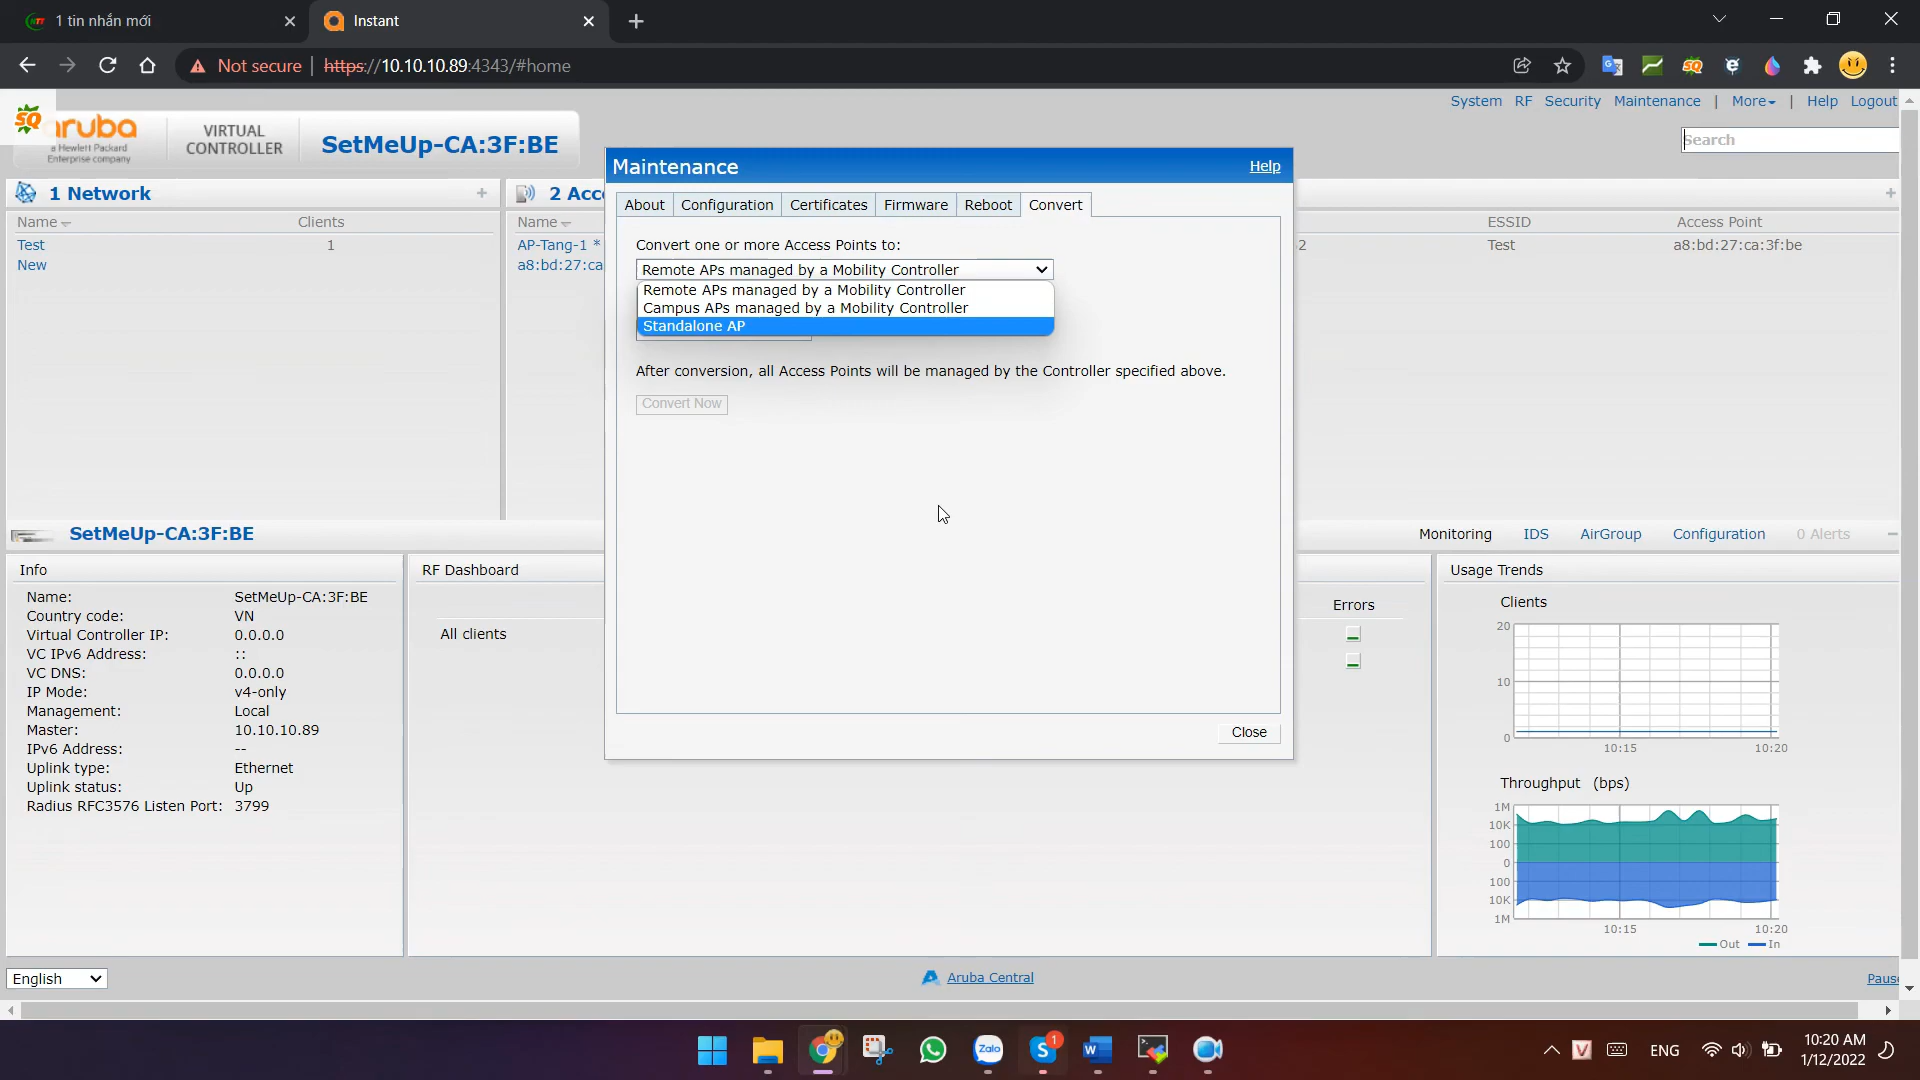 1 tin nhắn mới
Instant
Not secure
https://10.10.10.89:4343/#home
System RF Security Maintenance | More | Help Logout
SQ
aruba
a Hewlett Packard
Enterprise company
VIRTUAL
CONTROLLER
SetMeUp-CA:3F:BE
Search
1 Network +
Name Clients
Test 1
New
2 Acc
Name
AP-Tang-1 *
a8:bd:27:ca
Maintenance
Help
About Configuration Certificates Firmware Reboot Convert
Convert one or more Access Points to:
Remote APs managed by a Mobility Controller
Remote APs managed by a Mobility Controller
Campus APs managed by a Mobility Controller
Standalone AP
After conversion, all Access Points will be managed by the Controller specified above.
Convert Now
Close
+
ESSID Access Point
2 Test a8:bd:27:ca:3f:be
SetMeUp-CA:3F:BE
Monitoring IDS AirGroup Configuration 0 Alerts
Info
Name: SetMeUp-CA:3F:BE
Country code: VN
Virtual Controller IP: 0.0.0.0
VC IPv6 Address: ::
VC DNS: 0.0.0.0
IP Mode: v4-only
Management: Local
Master: 10.10.10.89
IPv6 Address: --
Uplink type: Ethernet
Uplink status: Up
Radius RFC3576 Listen Port: 3799
RF Dashboard
All clients
Errors
Usage Trends
Clients
20
10
0
10:15 10:20
Throughput (bps)
1M
10K
100
0
100
10K
1M
10:15 10:20
Out In
English
Aruba Central
Pause
Zalo
1
ENG
10:20 AM
1/12/2022